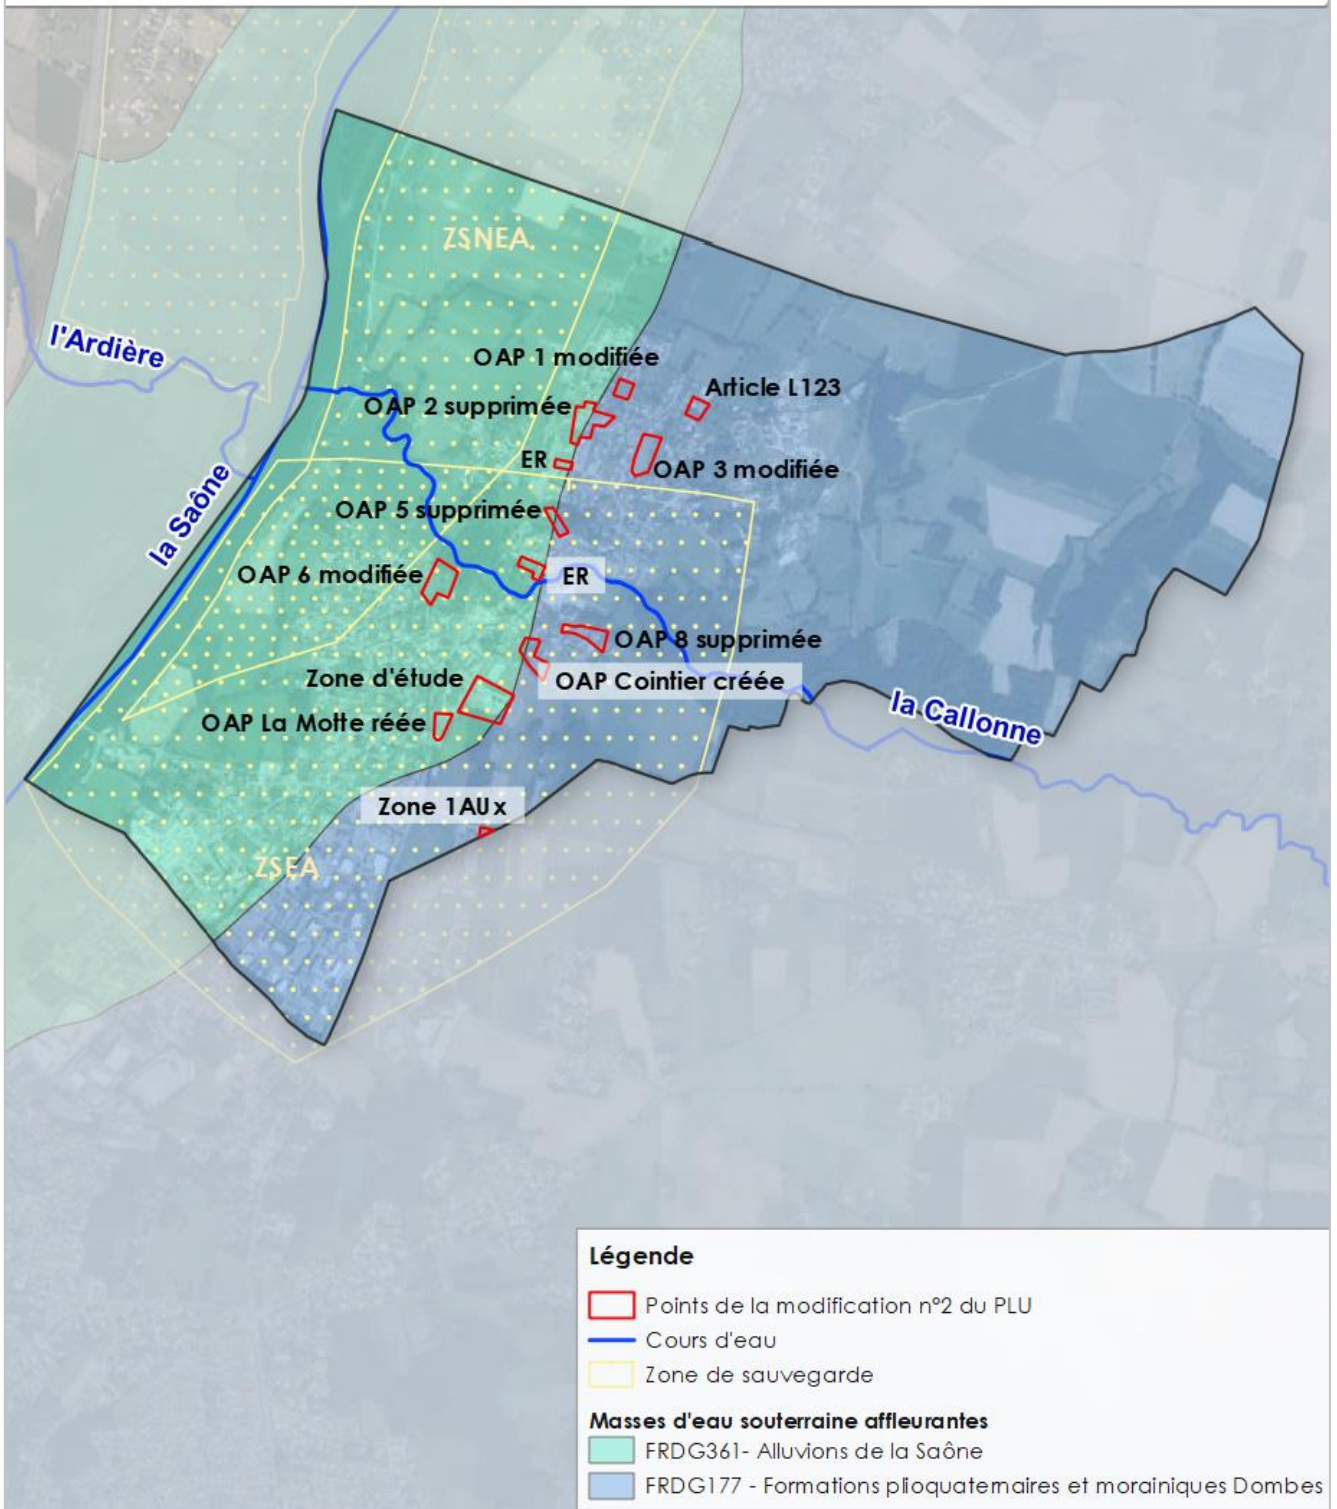 ZSNEA
l'Ardière
OAP 1 modifiée
Article L123
OAP 2 supprimée
ER
OAP 3 modifiée
la Saône
OAP 5 supprimée
OAP 6 modifiée
ER
OAP 8 supprimée
Zone d'étude
OAP Cointier créée
la Callonne
OAP La Motte réée
Zone 1AUx
ZSEA
Légende
Points de la modification n°2 du PLU
Cours d'eau
Zone de sauvegarde
Masses d'eau souterraine affleurantes
FRDG361- Alluvions de la Saône
FRDG177 - Formations plioquaternaires et morainiques Dombes